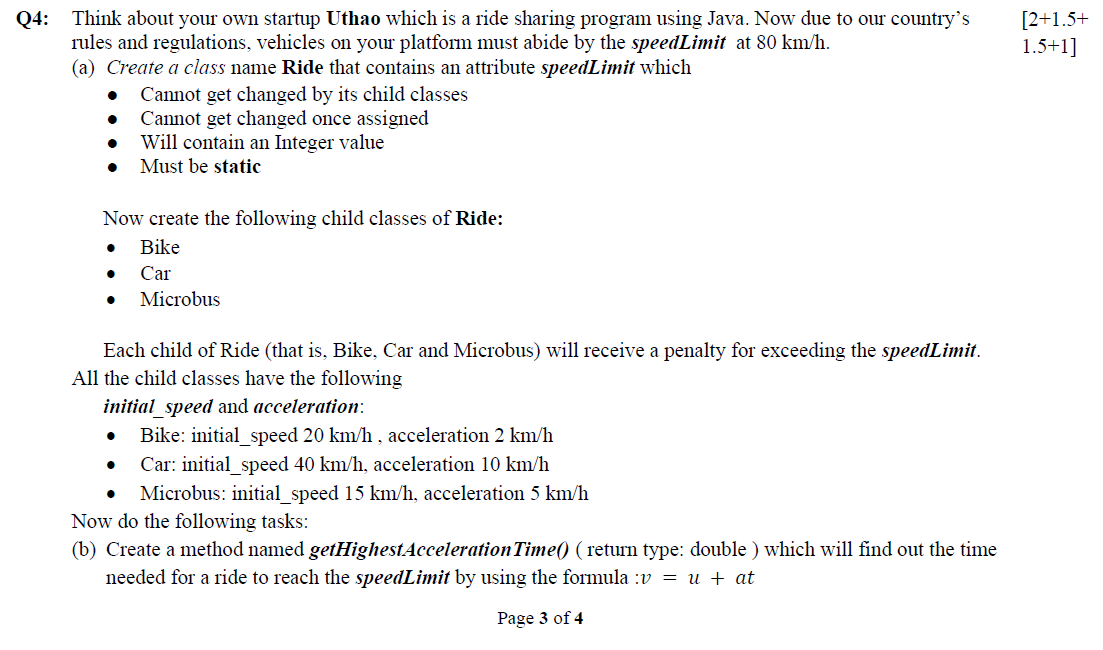 Q4: Think about your own startup Uthao which is a ride sharing program using Java. Now due to our country's [2+1.5+
rules and regulations, vehicles on your platform must abide by the speedLimit at 80 km/h. 1.5+1]
(a) Create a class name Ride that contains an attribute speedLimit which
● Cannot get changed by its child classes
● Cannot get changed once assigned
● Will contain an Integer value
● Must be static
Now create the following child classes of Ride:
● Bike
● Car
● Microbus
Each child of Ride (that is, Bike, Car and Microbus) will receive a penalty for exceeding the speedLimit.
All the child classes have the following
initial_speed and acceleration:
● Bike: initial_speed 20 km/h , acceleration 2 km/h
● Car: initial_speed 40 km/h, acceleration 10 km/h
● Microbus: initial_speed 15 km/h, acceleration 5 km/h
Now do the following tasks:
(b) Create a method named getHighestAccelerationTime() ( return type: double ) which will find out the time
needed for a ride to reach the speedLimit by using the formula :v = u + at
Page 3 of 4